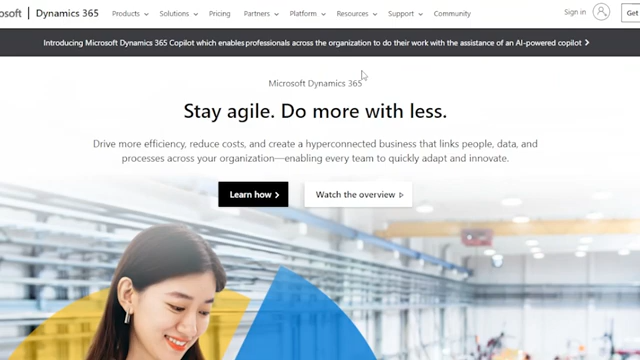 osoft | Dynamics 365 Products Solutions Pricing Partners Platform Resources Support Community Sign in Get
Introducing Microsoft Dynamics 365 Copilot which enables professionals across the organization to do their work with the assistance of an AI-powered copilot
Microsoft Dynamics 365
Stay agile. Do more with less.
Drive more efficiency, reduce costs, and create a hyperconnected business that links people, data, and
processes across your organization—enabling every team to quickly adapt and innovate.
Learn how Watch the overview